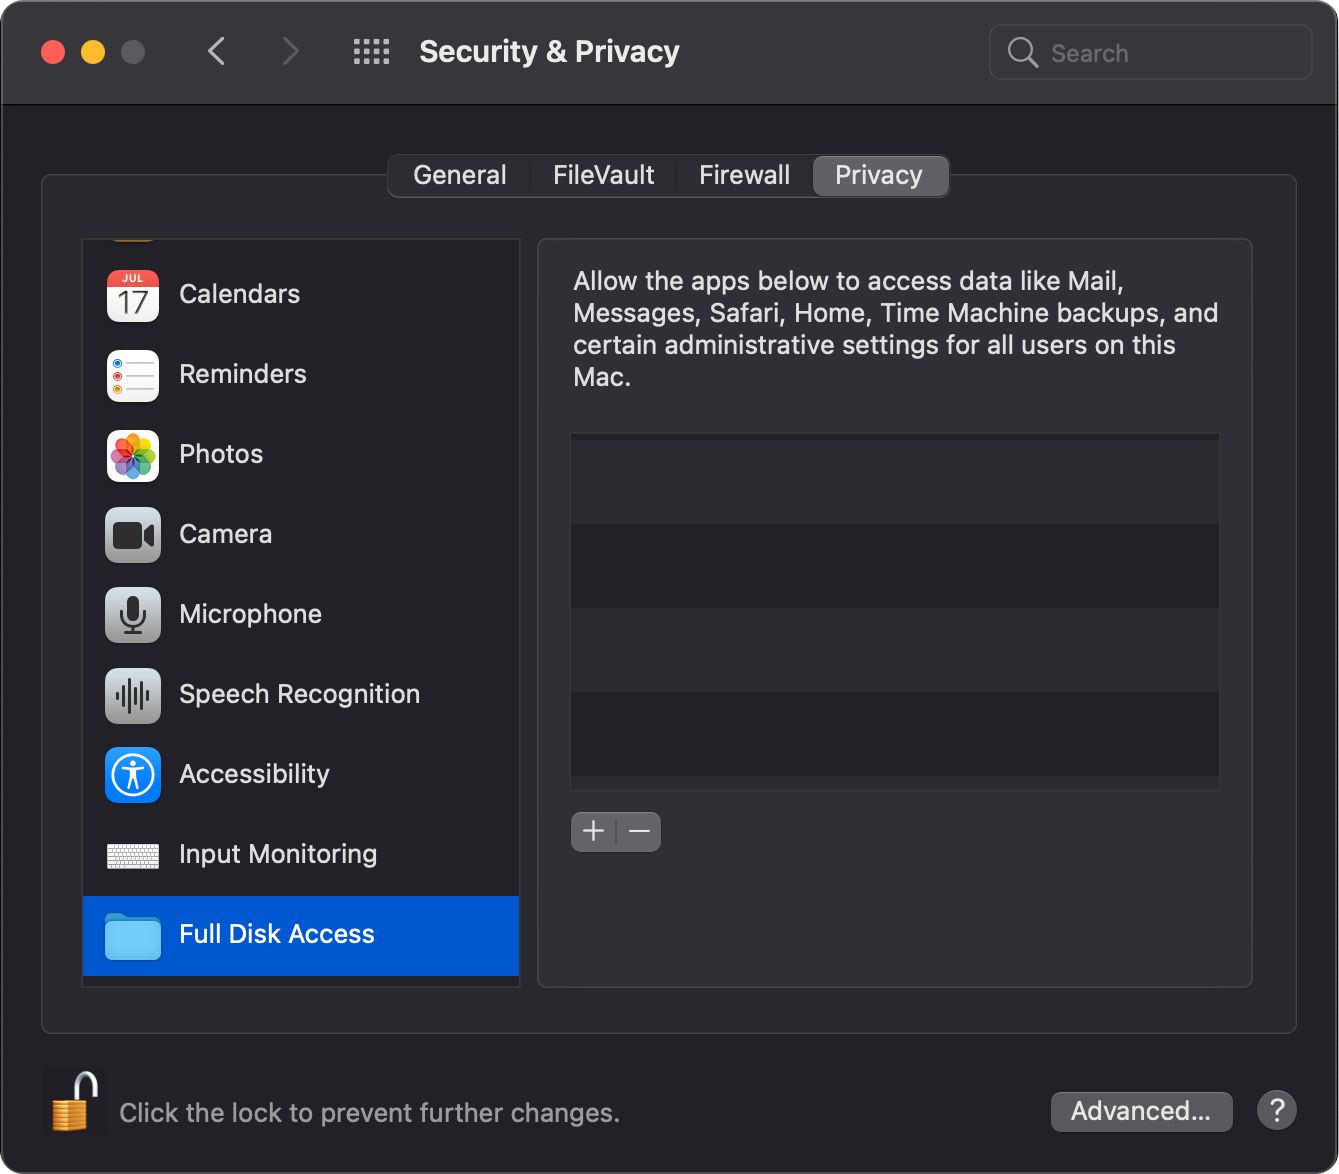 Security & Privacy
Search
General
FileVault
Firewall
Privacy
JUL
17
Calendars
Reminders
Photos
Camera
Microphone
Speech Recognition
Accessibility
Input Monitoring
Full Disk Access
Allow the apps below to access data like Mail,
Messages, Safari, Home, Time Machine backups, and
certain administrative settings for all users on this
Mac.
Click the lock to prevent further changes.
Advanced...
?